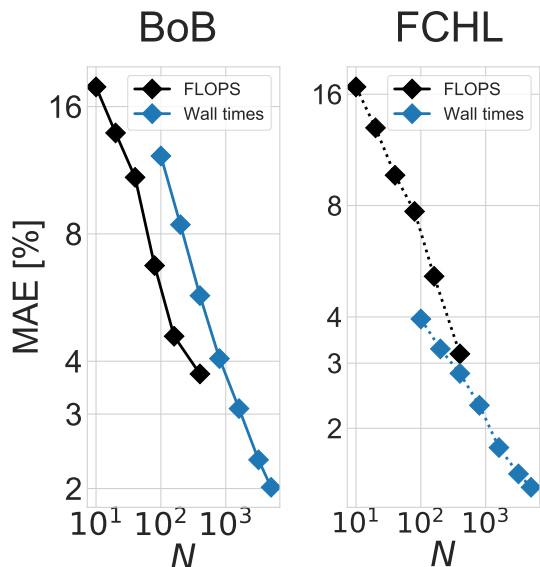 BoB
FCHL
FLOPS
Wall times
FLOPS
Wall times
MAE [%]
16
8
4
3
2
16
8
4
3
2
10¹ 10² 10³
10¹ 10² 10³
N
N